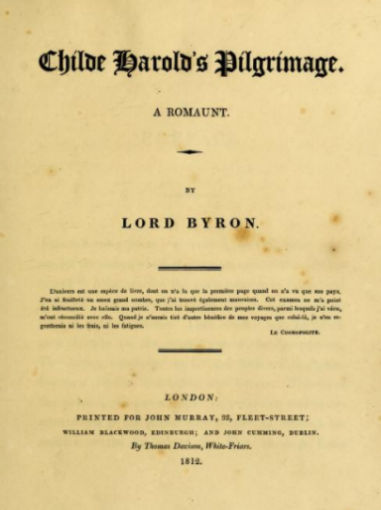 Childe Harold's Pilgrimage.
A ROMAUNT.
BY
LORD BYRON.
L'univers est une espèce de livre, dont on n'a lu que la première page quand on n'a vu que son pays.
J'en ai feuilleté un assez grand nombre, que j'ai trouvé également mauvaises. Cet examen ne m'a point
été infructueux. Je haïssais ma patrie. Toutes les impertinences des peuples divers, parmi lesquels j'ai vécu,
m'ont réconcilié avec elle. Quand je n'aurais tiré d'autre bénéfice de mes voyages que celui-là, je n'en re-
gretterais ni les frais, ni les fatigues.
LE COSMOPOLITE.
LONDON:
PRINTED FOR JOHN MURRAY, 32, FLEET-STREET;
WILLIAM BLACKWOOD, EDINBURGH; AND JOHN CUMMING, DUBLIN.
By Thomas Davison, White-Friars.
1812.